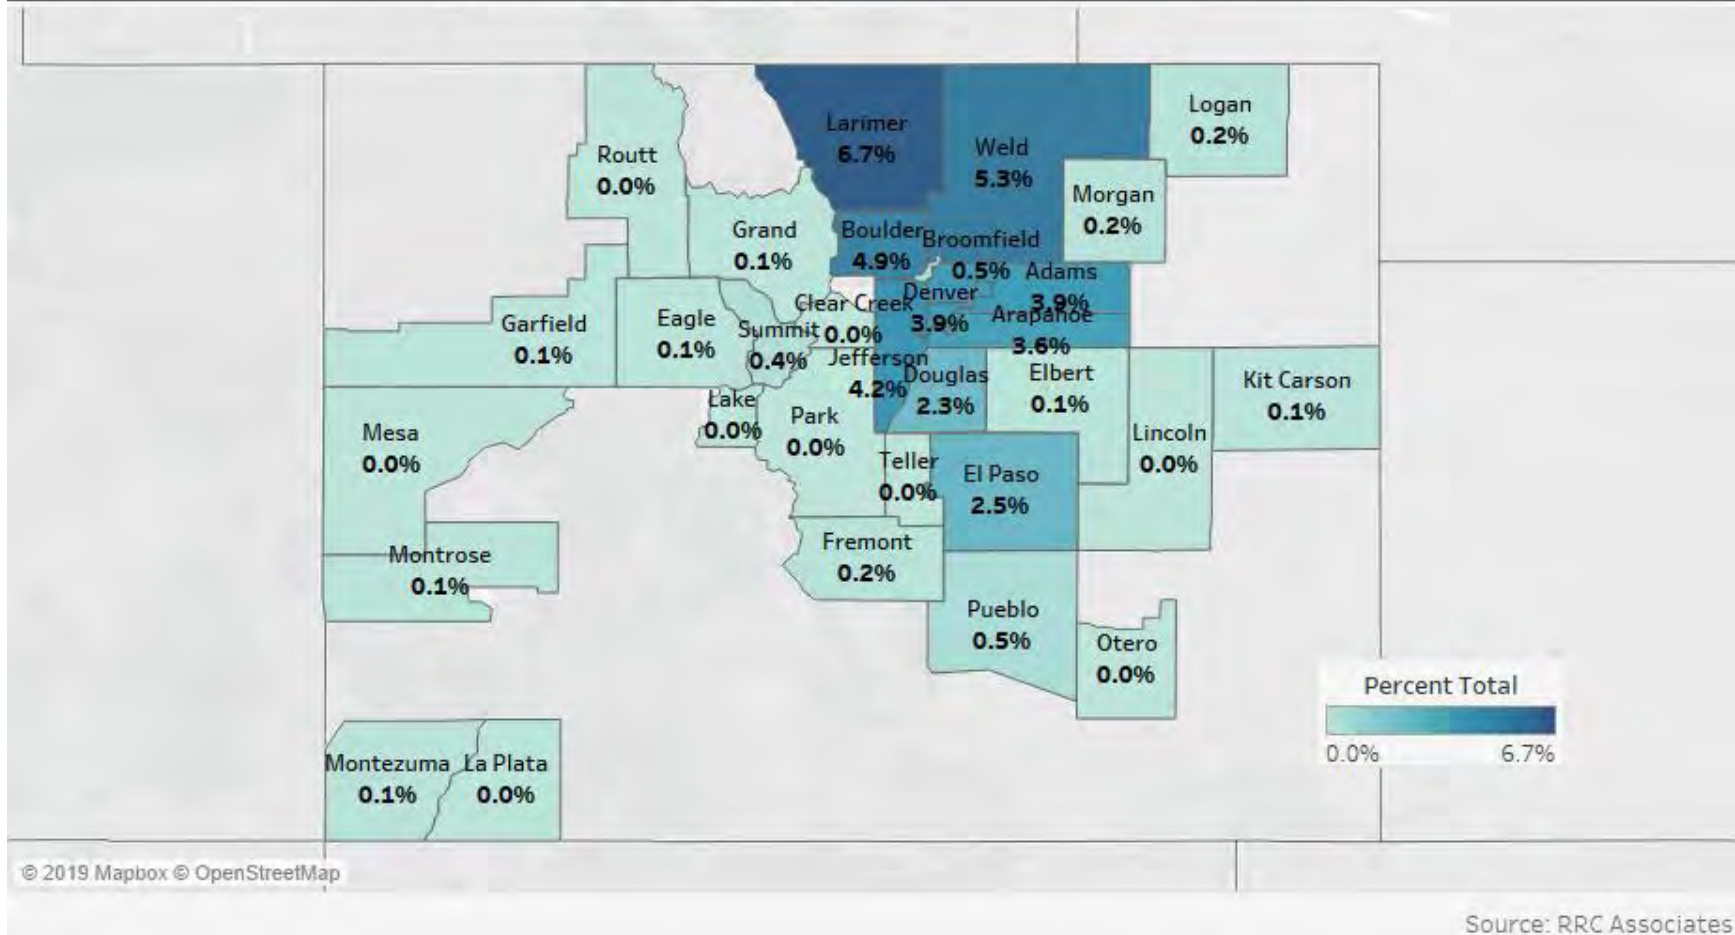 Logan
0.2%
Larimer
6.7%
Weld
5.3%
Routt
0.0%
Morgan
0.2%
Grand
0.1%
Boulder
4.9%
Broomfield
0.5%
Adams
3.9%
Clear Creek
0.0%
Denver
3.9%
Arapahoe
3.6%
Garfield
0.1%
Eagle
0.1%
Summit
0.4%
Jefferson
4.2%
Douglas
2.3%
Elbert
0.1%
Kit Carson
0.1%
Lake
0.0%
Park
0.0%
Mesa
0.0%
Lincoln
0.0%
Teller
0.0%
El Paso
2.5%
Montrose
0.1%
Fremont
0.2%
Pueblo
0.5%
Otero
0.0%
Percent Total
0.0% 6.7%
Montezuma
0.1%
La Plata
0.0%
© 2019 Mapbox © OpenStreetMap
Source: RRC Associates